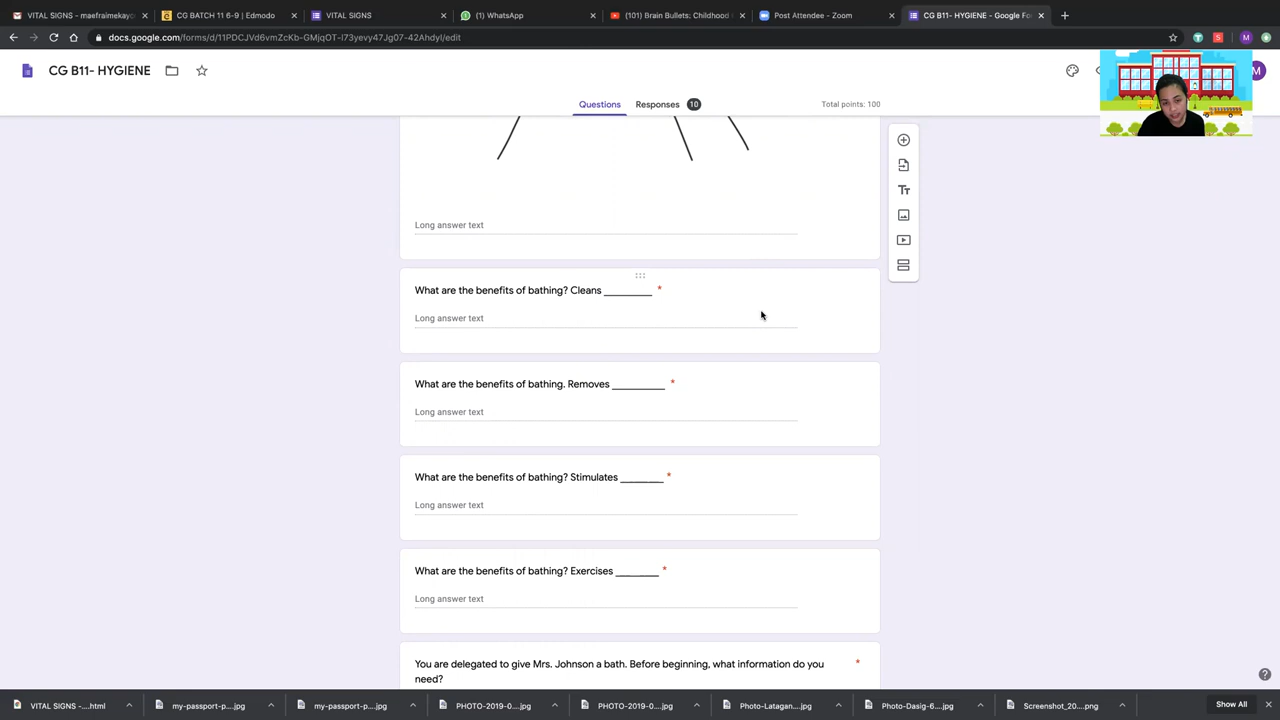 VITAL SIGNS - maefraimekayc
CG BATCH 11 6-9 | Edmodo
VITAL SIGNS
(1) WhatsApp
(101) Brain Bullets: Childhood
Post Attendee - Zoom
CG B11- HYGIENE - Google Fo
docs.google.com/forms/d/11PDCJVd6vmZcKb-GMjqOT-l73yevy47Jg07-42Ahdyl/edit
CG B11- HYGIENE
Questions
Responses 10
Total points: 100
Long answer text
What are the benefits of bathing? Cleans _________ *
Long answer text
What are the benefits of bathing. Removes __________ *
Long answer text
What are the benefits of bathing? Stimulates ________ *
Long answer text
What are the benefits of bathing? Exercises ________ *
Long answer text
You are delegated to give Mrs. Johnson a bath. Before beginning, what information do you *
need?
VITAL SIGNS -....html
my-passport-p....jpg
my-passport-p....jpg
PHOTO-2019-0....jpg
PHOTO-2019-0....jpg
Photo-Latagan....jpg
Photo-Dasig-6....jpg
Screenshot_20....png
Show All